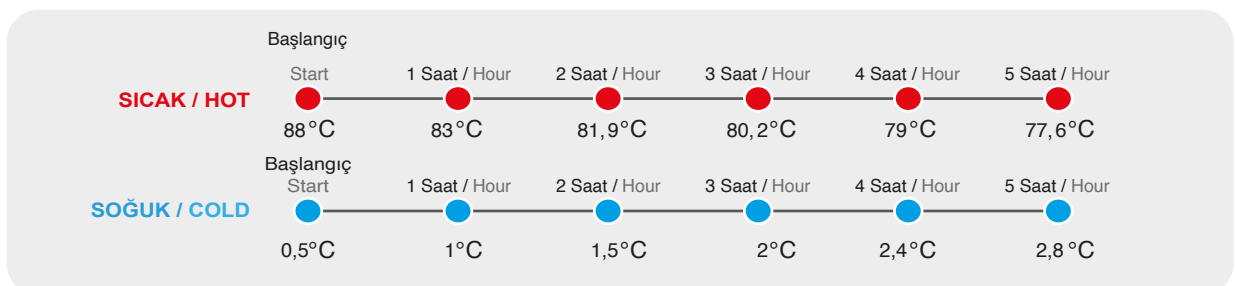 Başlangıç
Start 1 Saat / Hour 2 Saat / Hour 3 Saat / Hour 4 Saat / Hour 5 Saat / Hour
SICAK / HOT
88°C 83°C 81,9°C 80,2°C 79°C 77,6°C
Başlangıç
Start 1 Saat / Hour 2 Saat / Hour 3 Saat / Hour 4 Saat / Hour 5 Saat / Hour
SOĞUK / COLD
0,5°C 1°C 1,5°C 2°C 2,4°C 2,8°C